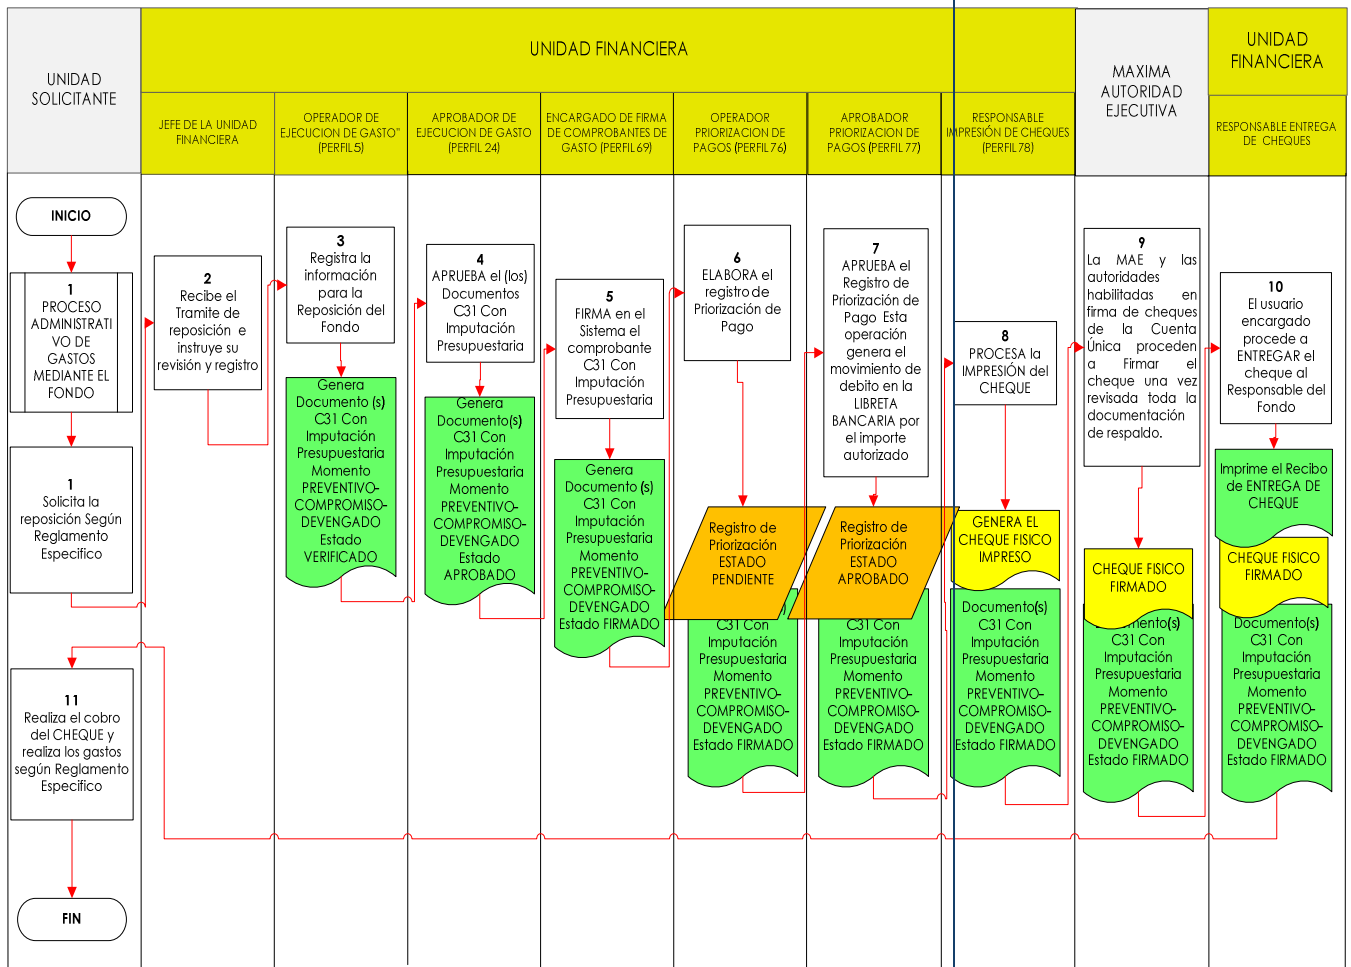 UNIDAD
SOLICITANTE
UNIDAD FINANCIERA
MAXIMA
AUTORIDAD
EJECUTIVA
UNIDAD
FINANCIERA
JEFE DE LA UNIDAD
FINANCIERA
OPERADOR DE
EJECUCION DE GASTO"
(PERFIL 5)
APROBADOR DE
EJECUCION DE GASTO
(PERFIL 24)
ENCARGADO DE FIRMA
DE COMPROBANTES DE
GASTO (PERFIL 69)
OPERADOR
PRIORIZACION DE
PAGOS (PERFIL 76)
APROBADOR
PRIORIZACION DE
PAGOS (PERFIL 77)
RESPONSABLE
IMPRESIÓN DE CHEQUES
(PERFIL 78)
RESPONSABLE ENTREGA
DE CHEQUES
INICIO
1
PROCESO
ADMINISTRATI
VO DE
GASTOS
MEDIANTE EL
FONDO
1
Solicita la
reposición Según
Reglamento
Especifico
11
Realiza el cobro
del CHEQUE y
realiza los gastos
según Reglamento
Especifico
FIN
2
Recibe el
Tramite de
reposición e
instruye su
revisión y registro
3
Registra la
información
para la
Reposición del
Fondo
Genera
Documento (s)
C31 Con
Imputación
Presupuestaria
Momento
PREVENTIVO-
COMPROMISO-
DEVENGADO
Estado
VERIFICADO
4
APRUEBA el (los)
Documentos
C31 Con
Imputación
Presupuestaria
Genera
Documento(s)
C31 Con
Imputación
Presupuestaria
Momento
PREVENTIVO-
COMPROMISO-
DEVENGADO
Estado
APROBADO
5
FIRMA en el
Sistema el
comprobante
C31 Con
Imputación
Presupuestaria
Genera
Documento (s)
C31 Con
Imputación
Presupuestaria
Momento
PREVENTIVO-
COMPROMISO-
DEVENGADO
Estado FIRMADO
6
ELABORA el
registro de
Priorización de
Pago
Registro de
Priorización
ESTADO
PENDIENTE
C31 Con
Imputación
Presupuestaria
Momento
PREVENTIVO-
COMPROMISO-
DEVENGADO
Estado FIRMADO
7
APRUEBA el
Registro de
Priorización de
Pago Esta
operación
genera el
movimiento de
debito en la
LIBRETA
BANCARIA por
el importe
autorizado
Registro de
Priorización
ESTADO
APROBADO
C31 Con
Imputación
Presupuestaria
Momento
PREVENTIVO-
COMPROMISO-
DEVENGADO
Estado FIRMADO
8
PROCESA la
IMPRESIÓN del
CHEQUE
GENERA EL
CHEQUE FISICO
IMPRESO
Documento(s)
C31 Con
Imputación
Presupuestaria
Momento
PREVENTIVO-
COMPROMISO-
DEVENGADO
Estado FIRMADO
9
La MAE y las
autoridades
habilitadas en
firma de cheques
de la Cuenta
Única proceden
a Firmar el
cheque una vez
revisada toda la
documentación
de respaldo.
CHEQUE FISICO
FIRMADO
Documento(s)
C31 Con
Imputación
Presupuestaria
Momento
PREVENTIVO-
COMPROMISO-
DEVENGADO
Estado FIRMADO
10
El usuario
encargado
procede a
ENTREGAR el
cheque al
Responsable del
Fondo
Imprime el Recibo
de ENTREGA DE
CHEQUE
CHEQUE FISICO
FIRMADO
Documento(s)
C31 Con
Imputación
Presupuestaria
Momento
PREVENTIVO-
COMPROMISO-
DEVENGADO
Estado FIRMADO